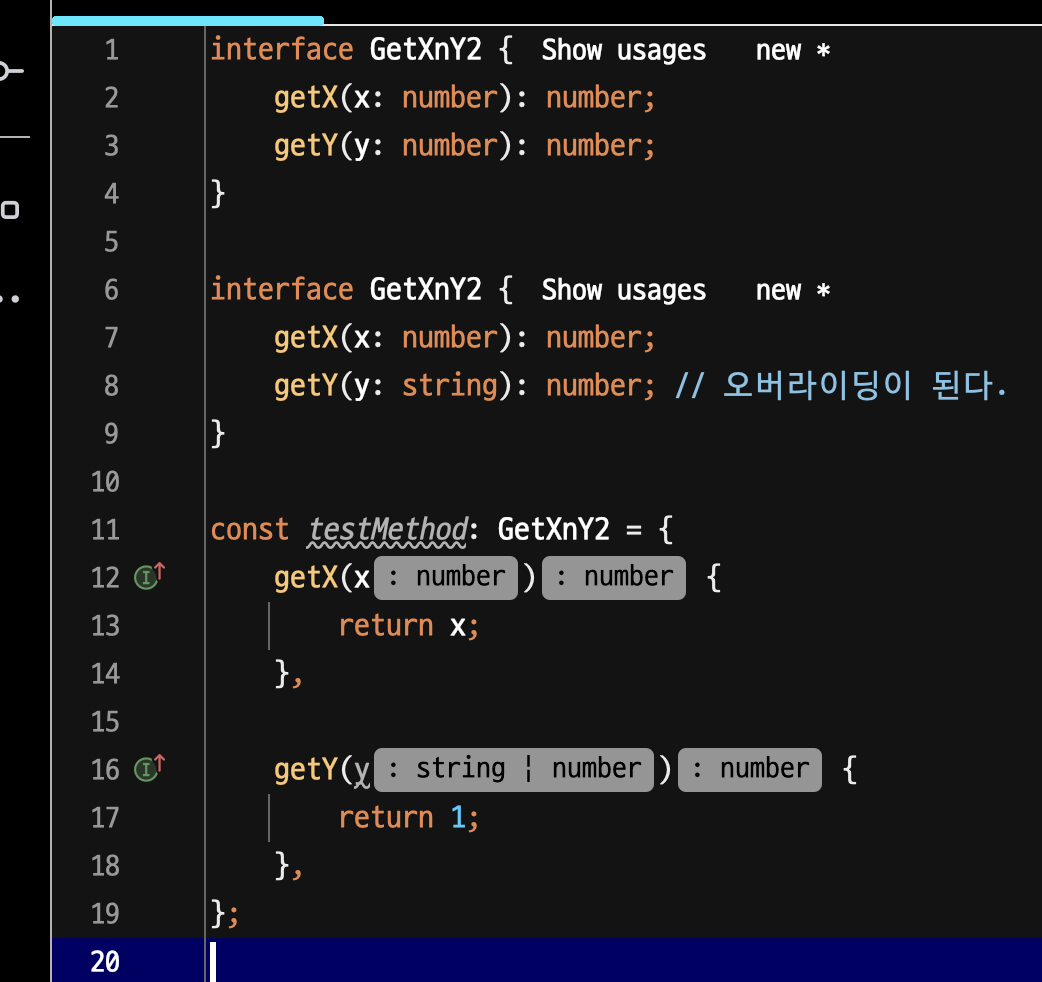 1 interface GetXnY2 { Show usages new *
2 getX(x: number): number;
3 getY(y: number): number;
4 }
5
6 interface GetXnY2 { Show usages new *
7 getX(x: number): number;
8 getY(y: string): number; // 오버라이딩이 된다.
9 }
10
11 const testMethod: GetXnY2 = {
12 getX(x : number ) : number {
13 return x;
14 },
15
16 getY(y : string | number ) : number {
17 return 1;
18 },
19 };
20